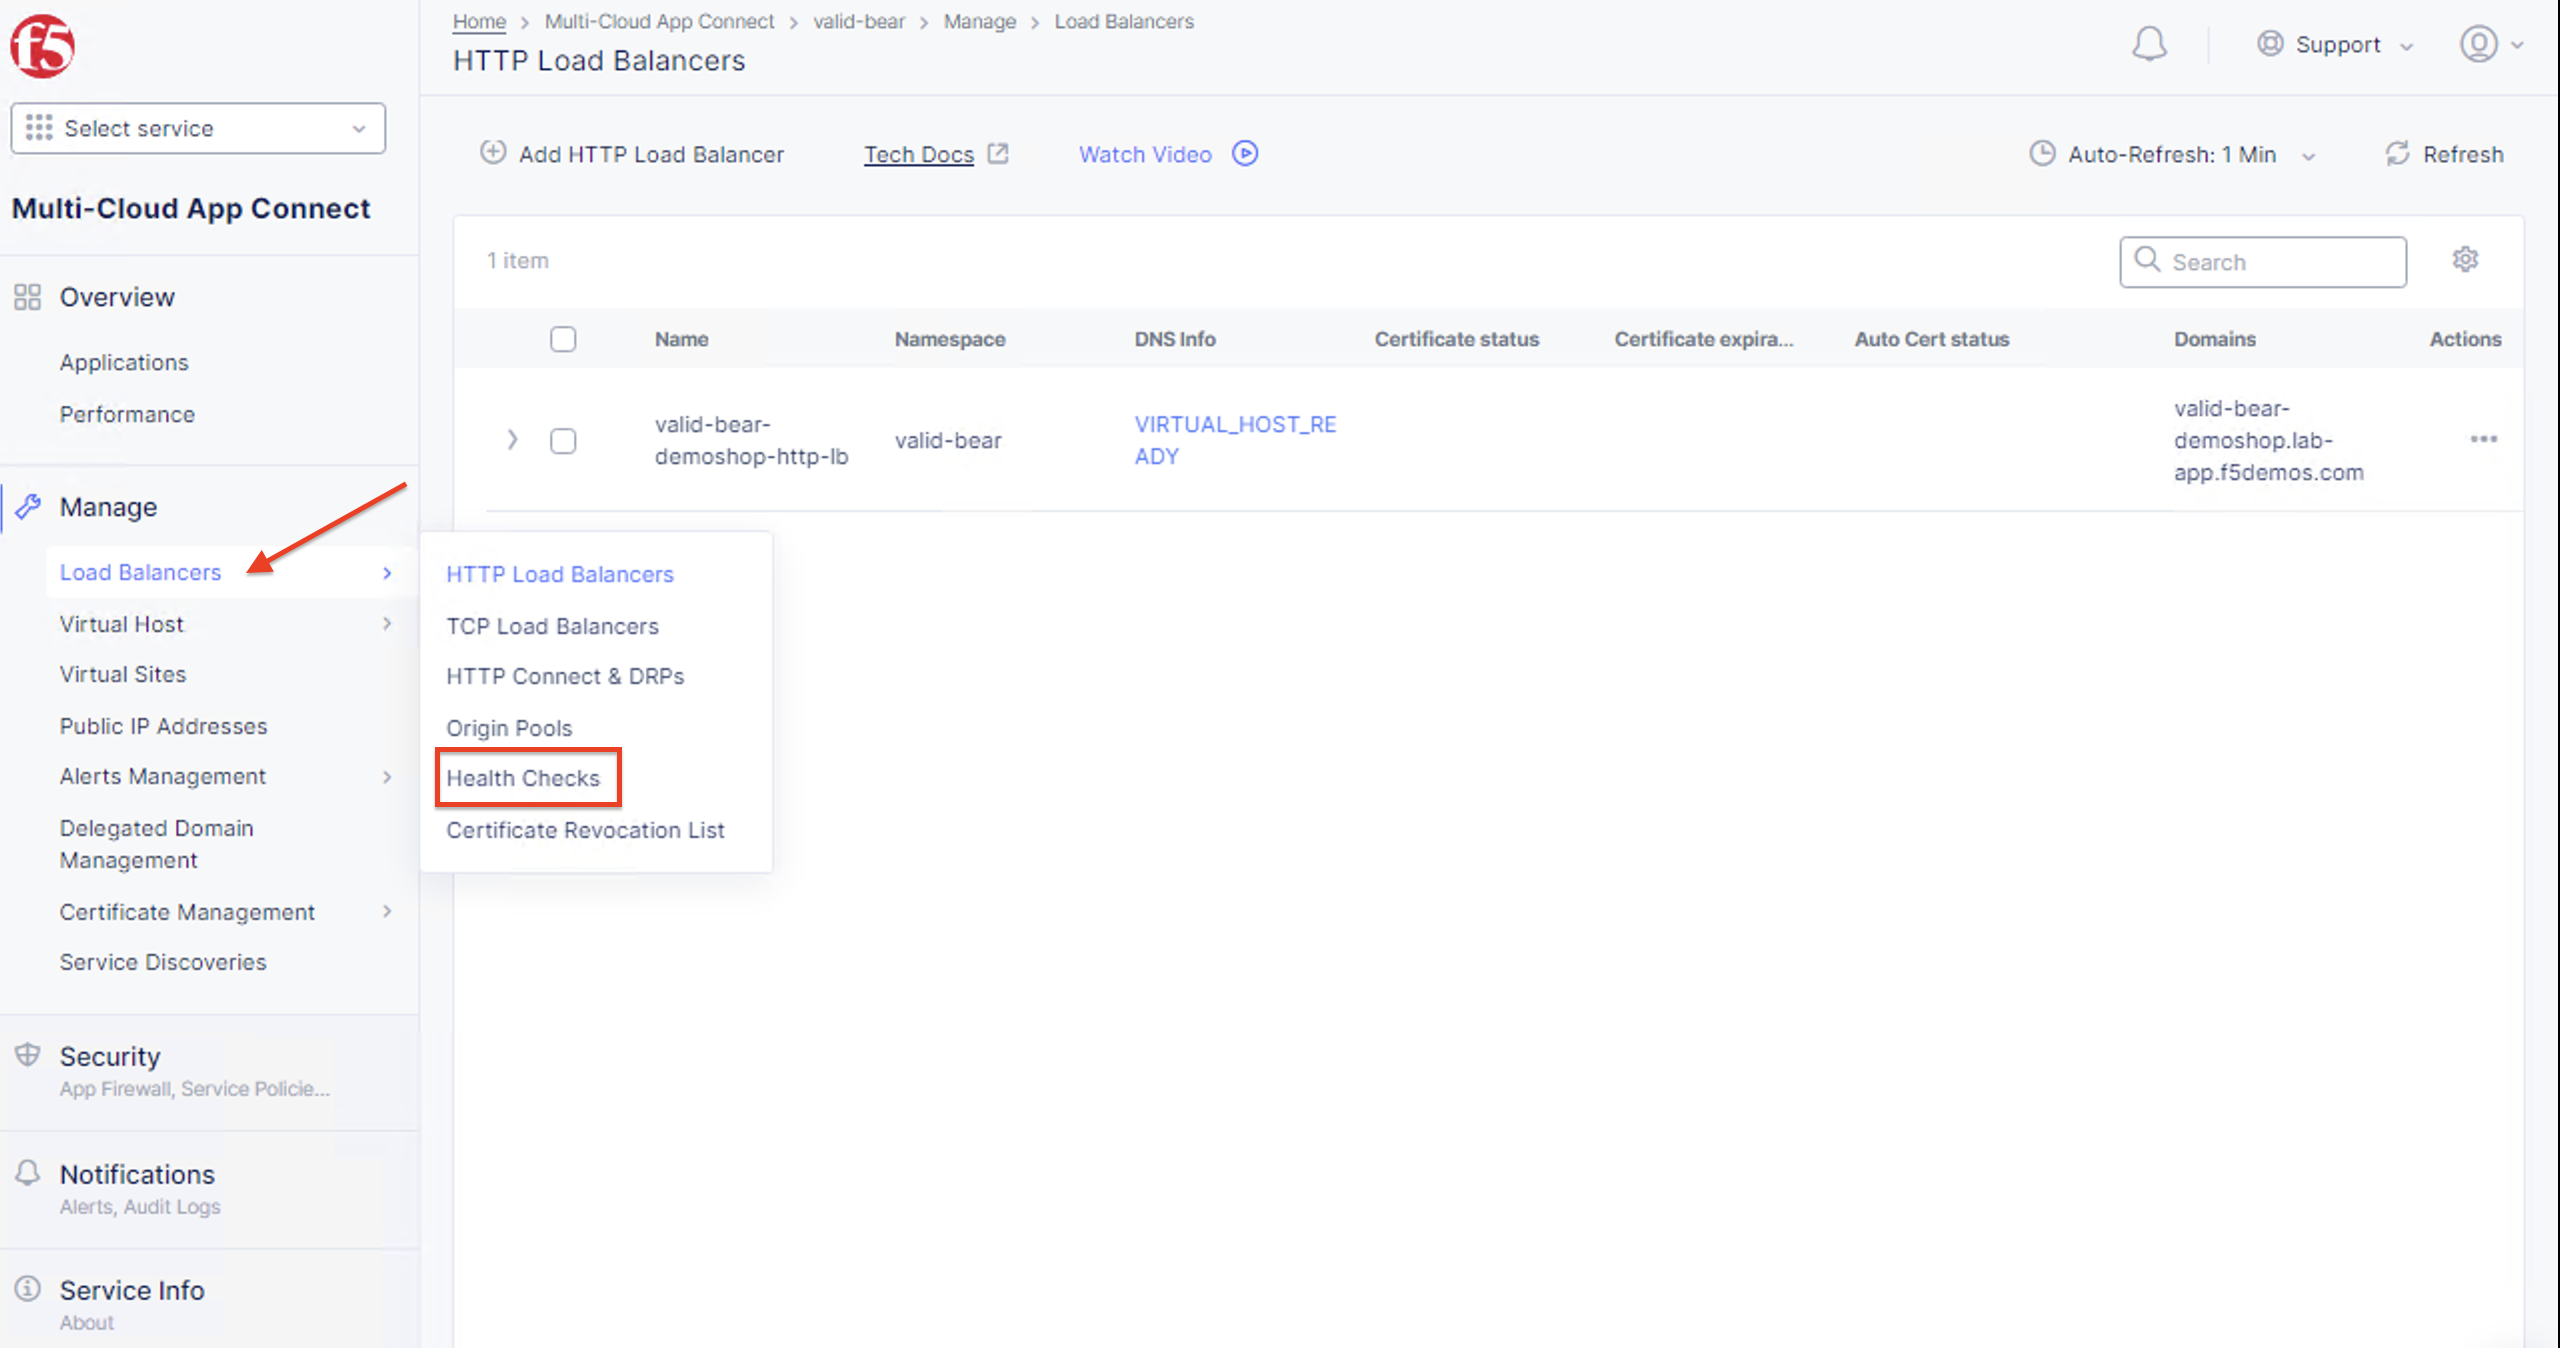 f5
Select service
Multi-Cloud App Connect
Overview
Applications
Performance
Manage
Load Balancers
Virtual Host
Virtual Sites
Public IP Addresses
Alerts Management
Delegated Domain
Management
Certificate Management
Service Discoveries
Security
App Firewall, Service Policie...
Notifications
Alerts, Audit Logs
Service Info
About
Home > Multi-Cloud App Connect > valid-bear > Manage > Load Balancers
HTTP Load Balancers
Support
Add HTTP Load Balancer Tech Docs Watch Video Auto-Refresh: 1 Min Refresh
1 item Search
Name Namespace DNS Info Certificate status Certificate expira... Auto Cert status Domains Actions
valid-bear-
demoshop-http-lb
valid-bear
VIRTUAL_HOST_RE
ADY
valid-bear-
demoshop.lab-
app.f5demos.com
HTTP Load Balancers
TCP Load Balancers
HTTP Connect & DRPs
Origin Pools
Health Checks
Certificate Revocation List